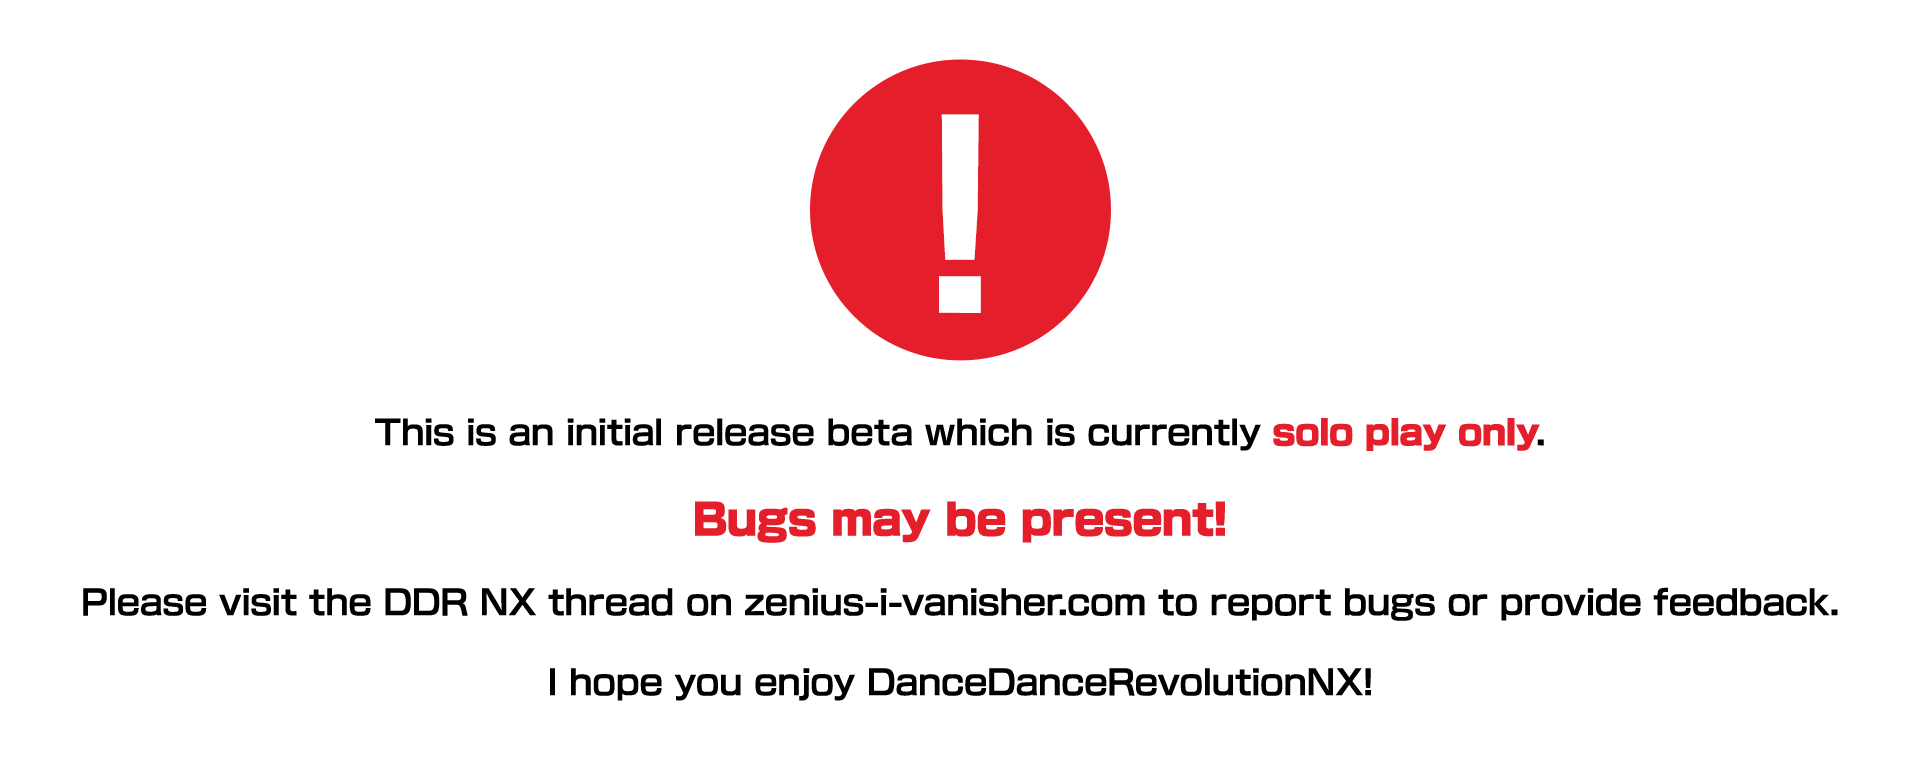 !
This is an initial release beta which is currently solo play only.
Bugs may be present!
Please visit the DDR NX thread on zenius-i-vanisher.com to report bugs or provide feedback.
I hope you enjoy DanceDanceRevolutionNX!